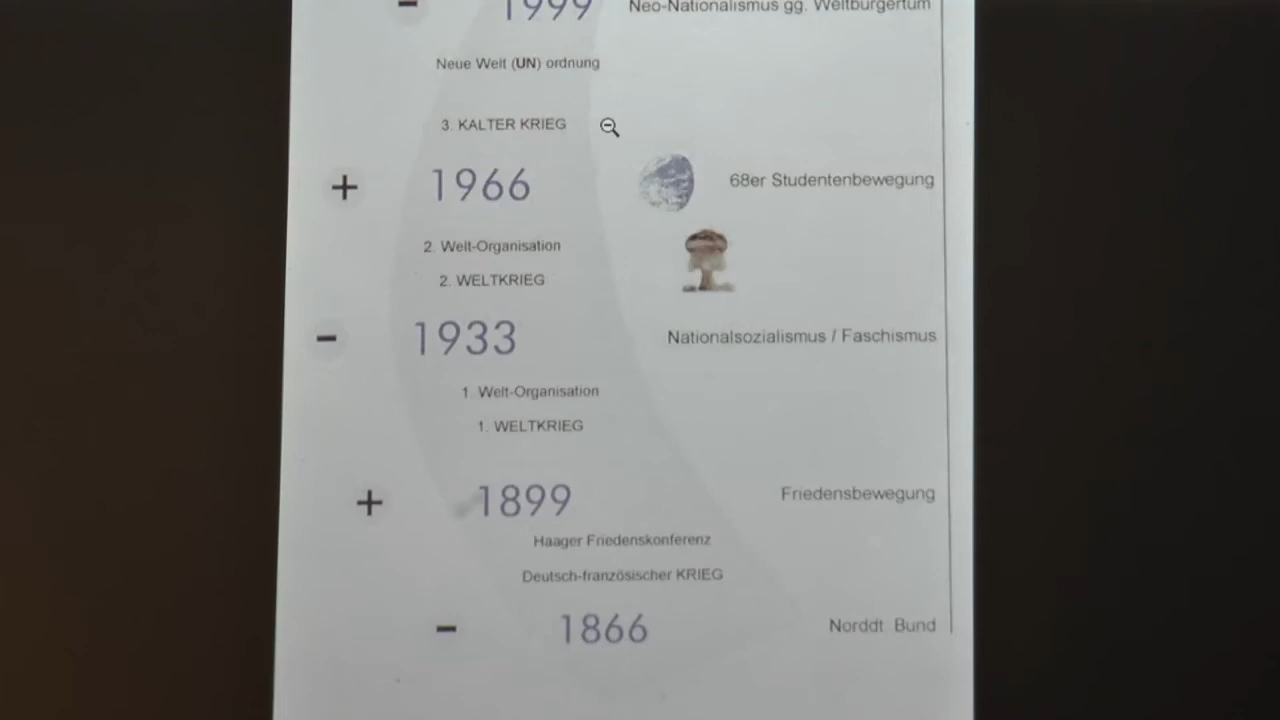 - 1999 Neo-Nationalismus gg. Weltbürgertum
Neue Welt (UN) ordnung
3. KALTER KRIEG
+ 1966 68er Studentenbewegung
2. Welt-Organisation
2. WELTKRIEG
- 1933 Nationalsozialismus / Faschismus
1. Welt-Organisation
1. WELTKRIEG
+ 1899 Friedensbewegung
Haager Friedenskonferenz
Deutsch-französischer KRIEG
- 1866 Norddt. Bund